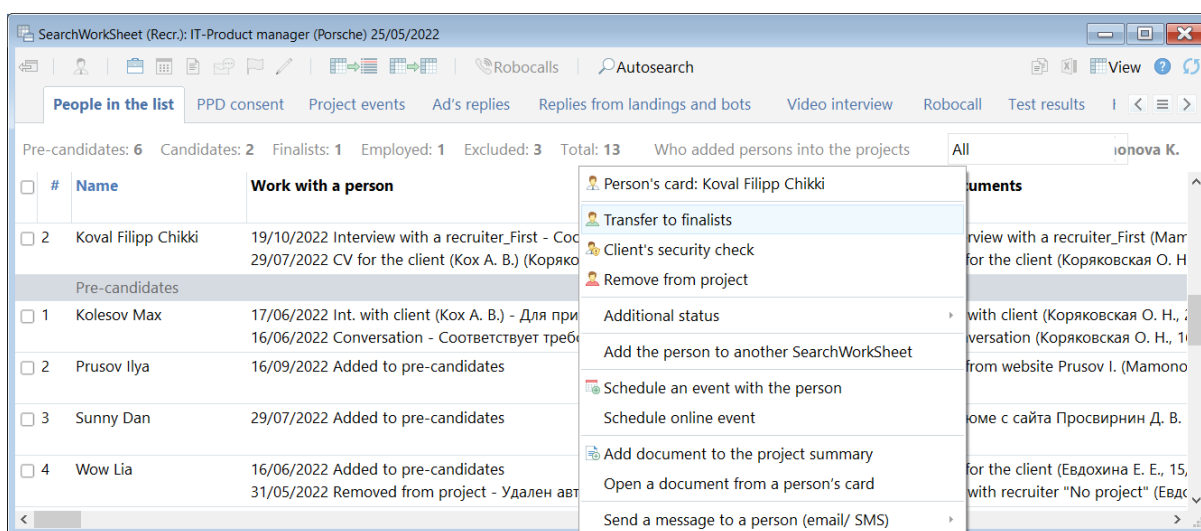 SearchWorkSheet (Recr.): IT-Product manager (Porsche) 25/05/2022
Robocalls Autosearch View
People in the list PPD consent Project events Ad's replies Replies from landings and bots Video interview Robocall Test results
Pre-candidates: 6 Candidates: 2 Finalists: 1 Employed: 1 Excluded: 3 Total: 13 Who added persons into the projects All onova K.
# Name Work with a person uments
2 Koval Filipp Chikki 19/10/2022 Interview with a recruiter_First - Coo rview with a recruiter_First (Mam
29/07/2022 CV for the client (Кох А. В.) (Коряко for the client (Коряковская О. Н
Pre-candidates
1 Kolesov Max 17/06/2022 Int. with client (Кох А. В.) - Для при with client (Коряковская О. Н.,
16/06/2022 Conversation - Соответствует требо versation (Коряковская О. Н., 1
2 Prusov Ilya 16/09/2022 Added to pre-candidates from website Prusov I. (Mamono
3 Sunny Dan 29/07/2022 Added to pre-candidates юме с сайта Просвирнин Д. В.
4 Wow Lia 16/06/2022 Added to pre-candidates for the client (Евдохина Е. Е., 15/
31/05/2022 Removed from project - Удален авт with recruiter "No project" (Евдо
Person's card: Koval Filipp Chikki
Transfer to finalists
Client's security check
Remove from project
Additional status
Add the person to another SearchWorkSheet
Schedule an event with the person
Schedule online event
Add document to the project summary
Open a document from a person's card
Send a message to a person (email/ SMS)